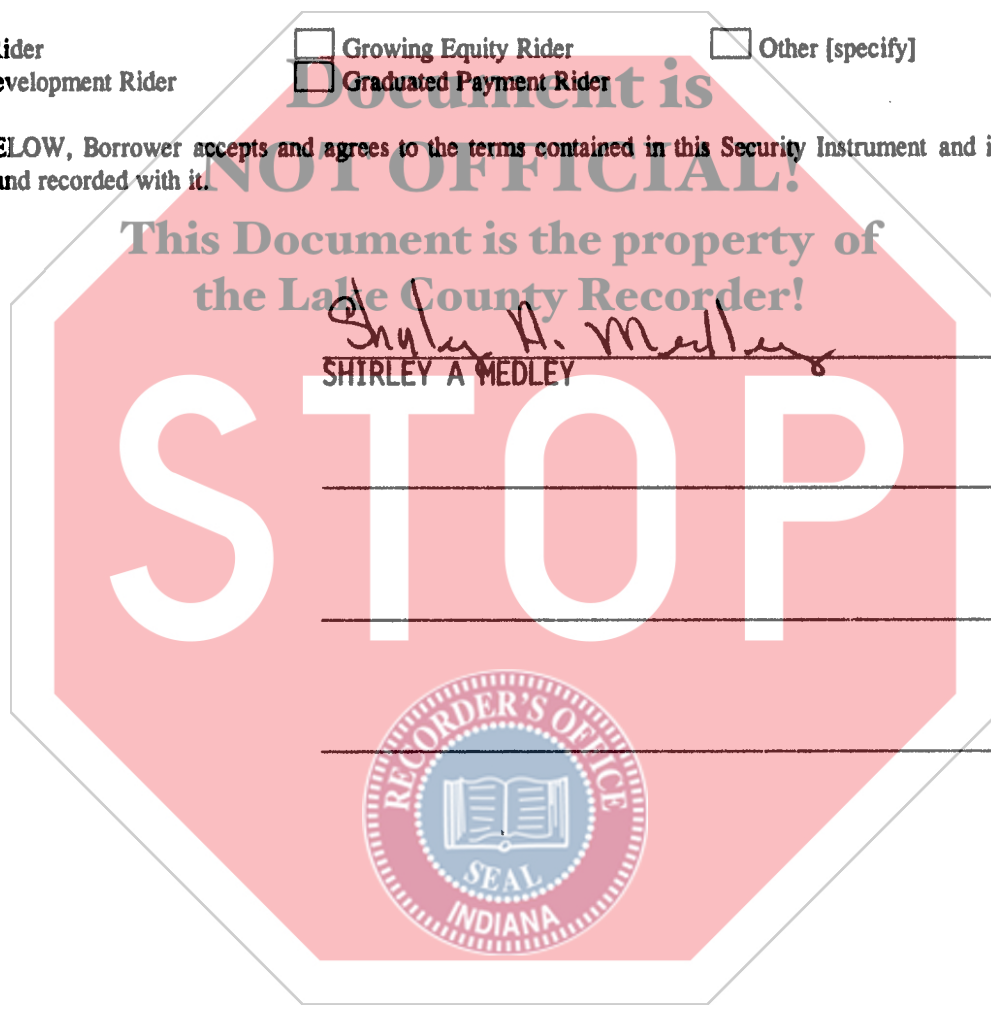 Rider Growing Equity Rider Other [specify]
evelopment Rider Graduated Payment Rider
Document is
ELOW, Borrower accepts and agrees to the terms contained in this Security Instrument and i
and recorded with it.
NOT OFFICIAL!
This Document is the property of
the Lake County Recorder!
Shirley A. Medley
SHIRLEY A MEDLEY
STOP
RECORDER'S OFFICE
SEAL
INDIANA